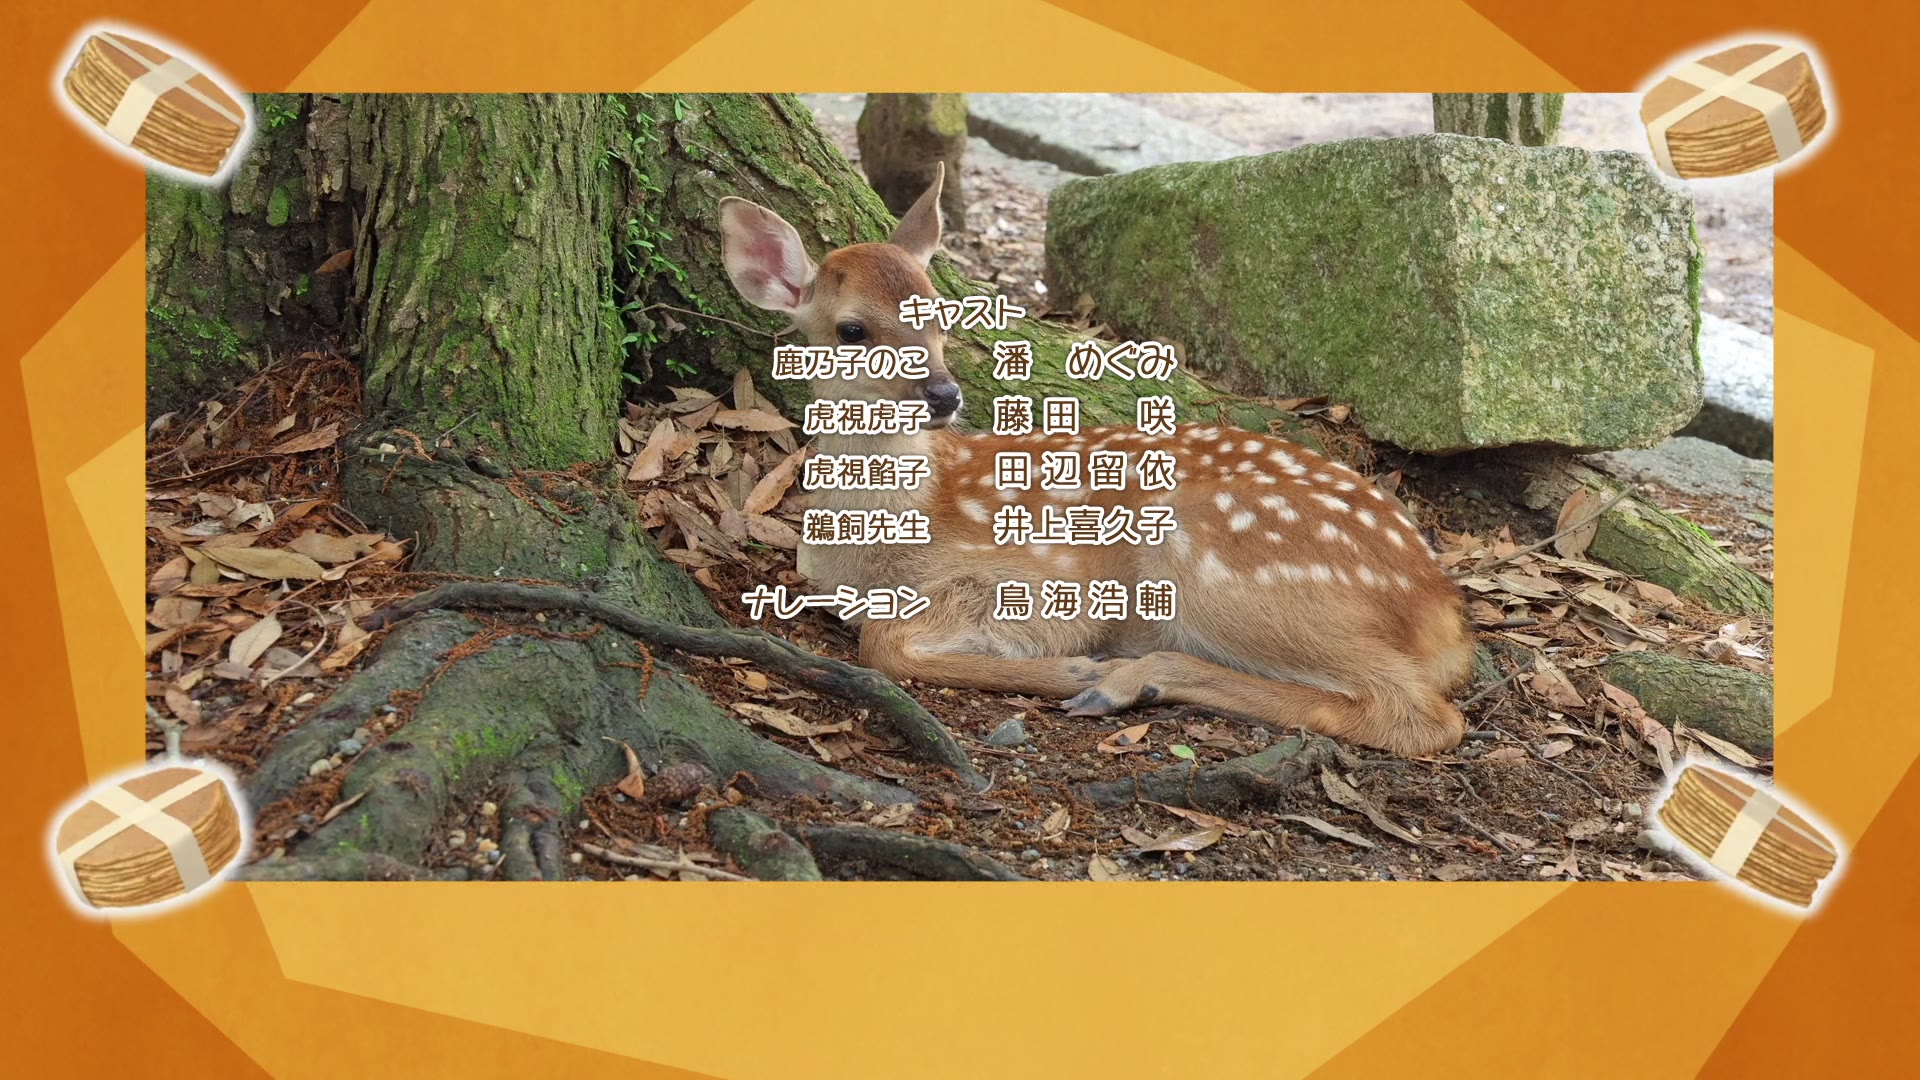 キャスト
鹿乃子のこ 潘 めぐみ
虎視虎子 藤田 咲
虎視餡子 田辺留依
鵜飼先生 井上喜久子
ナレーション 鳥海浩輔